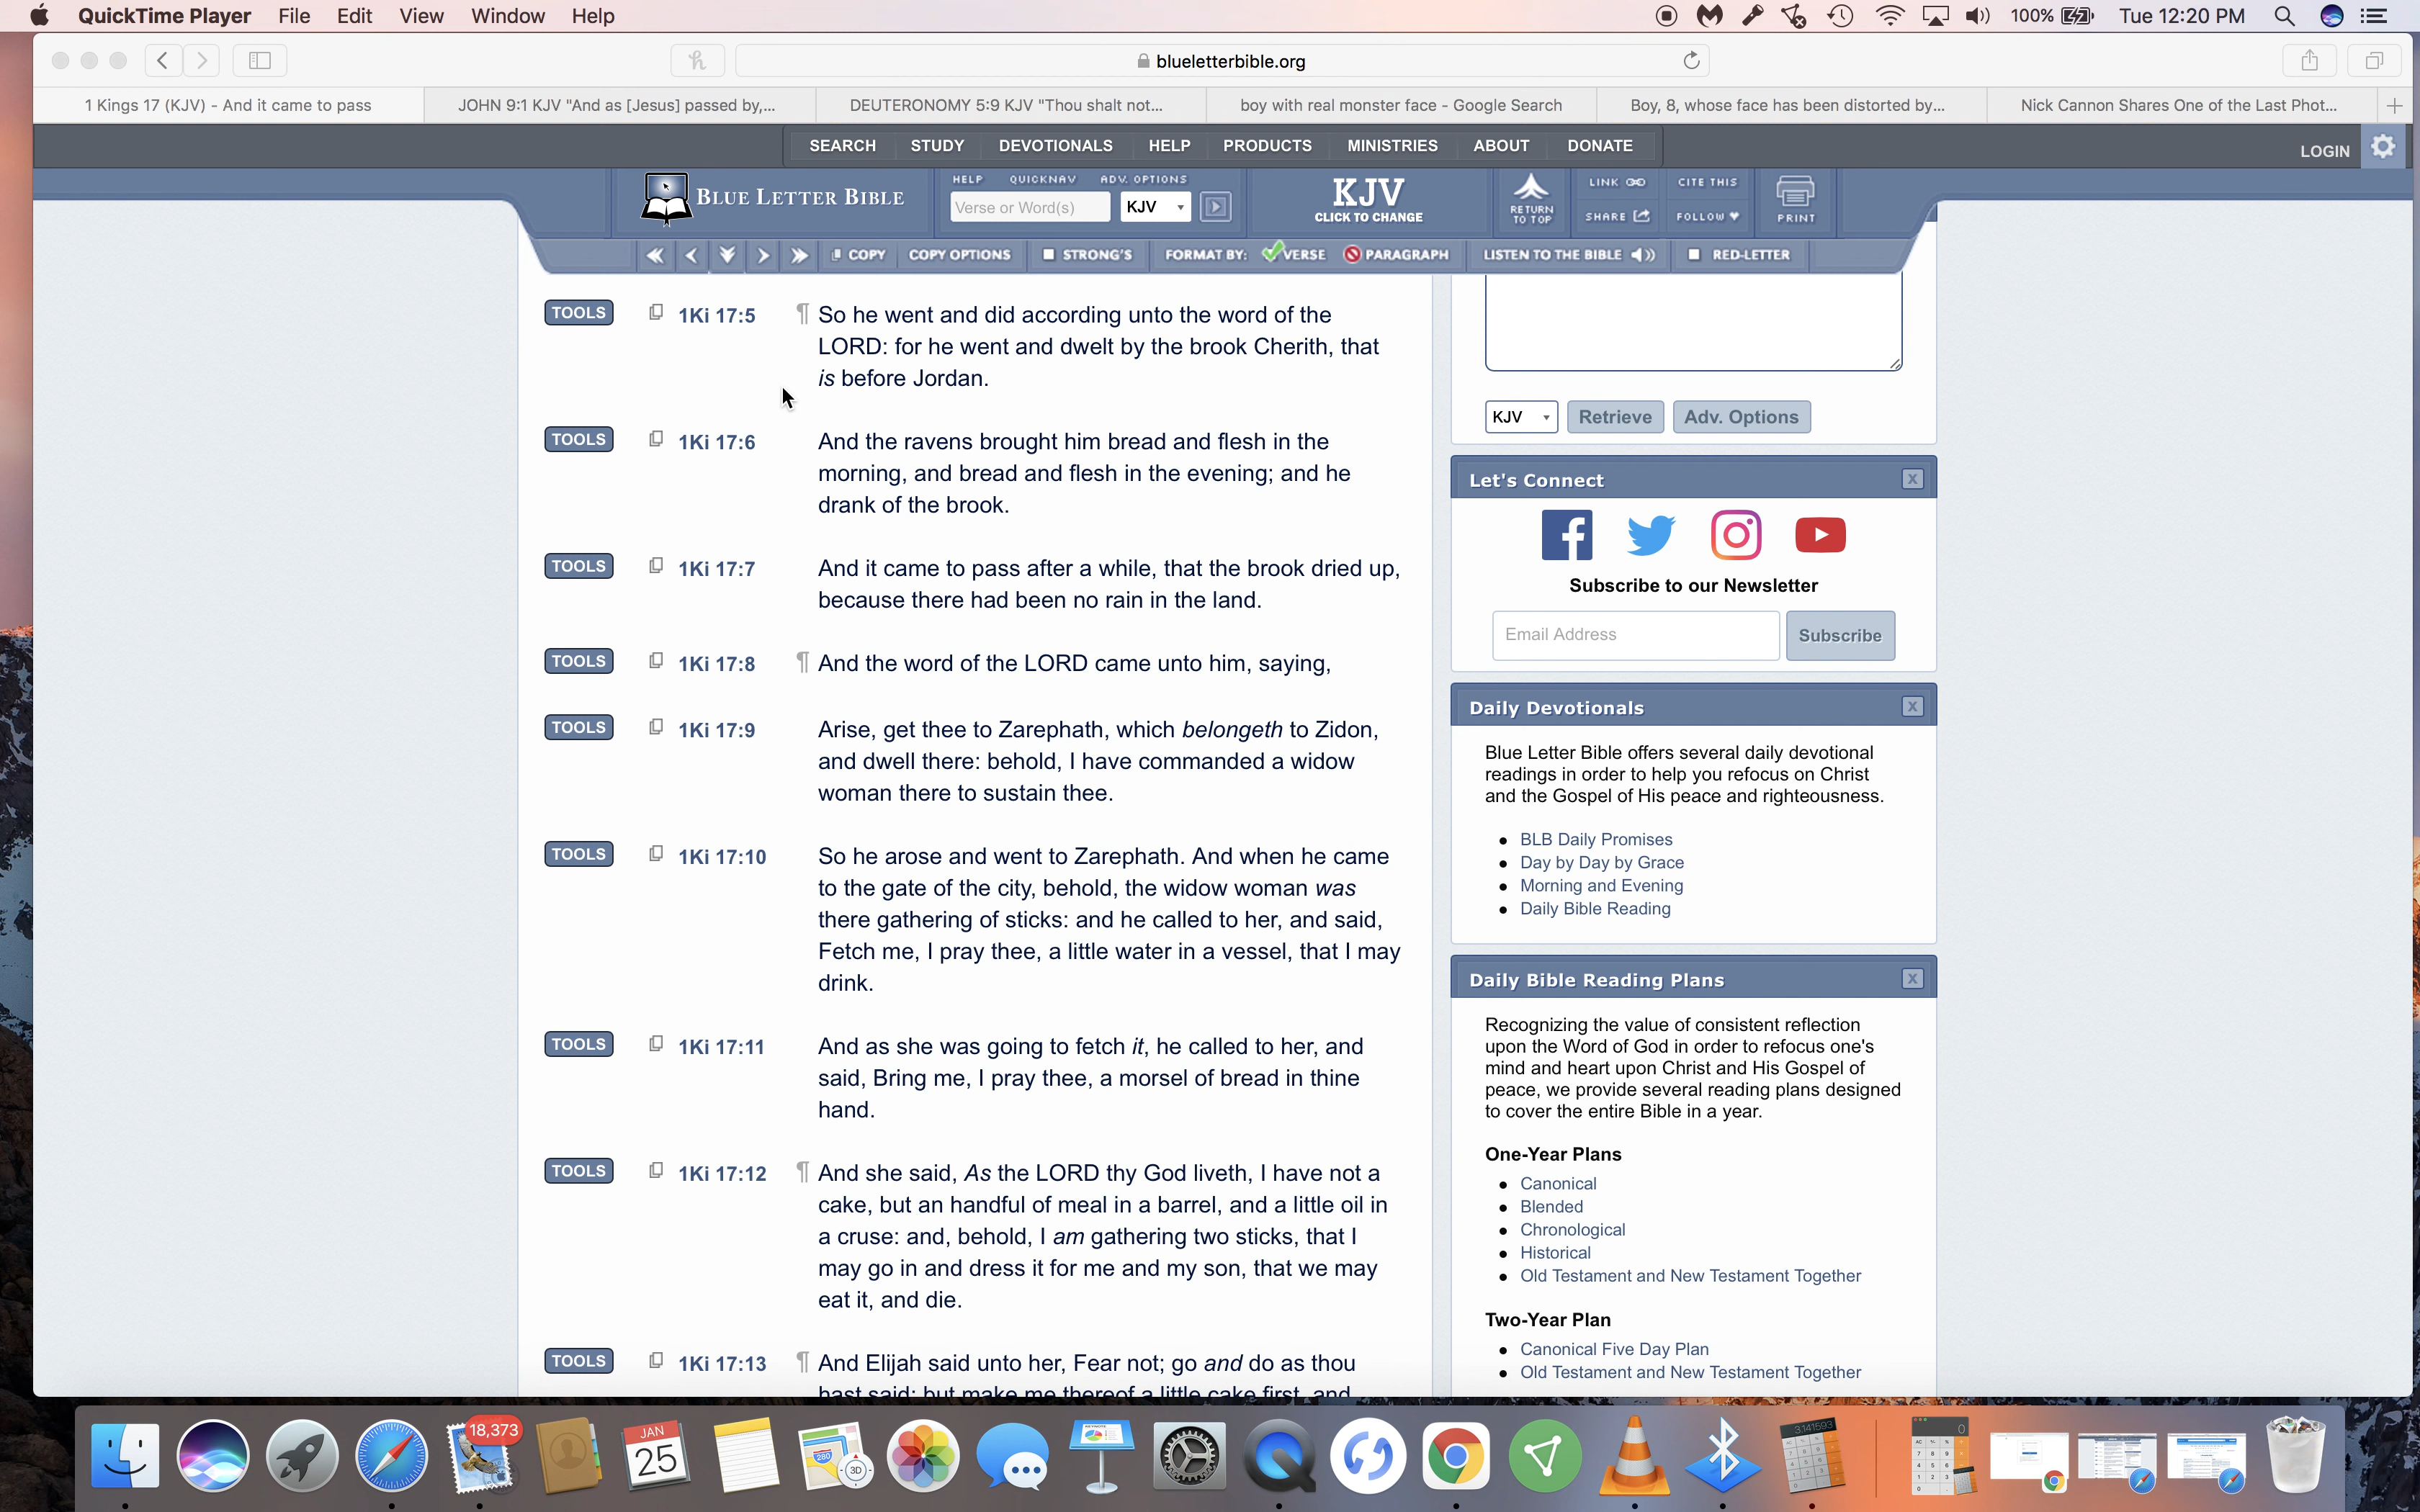 QuickTime Player File Edit View Window Help 100% Tue 12:20 PM
blueletterbible.org
1 Kings 17 (KJV) - And it came to pass
JOHN 9:1 KJV "And as [Jesus] passed by,...
DEUTERONOMY 5:9 KJV "Thou shalt not...
boy with real monster face - Google Search
Boy, 8, whose face has been distorted by...
Nick Cannon Shares One of the Last Phot...
SEARCH STUDY DEVOTIONALS HELP PRODUCTS MINISTRIES ABOUT DONATE
LOGIN
BLUE LETTER BIBLE
HELP QUICKNAV ADV. OPTIONS
Verse or Word(s)
KJV
KJV
CLICK TO CHANGE
RETURN
TO TOP
LINK
SHARE
CITE THIS
FOLLOW
PRINT
COPY COPY OPTIONS STRONG'S FORMAT BY: VERSE PARAGRAPH LISTEN TO THE BIBLE RED-LETTER
TOOLS 1Ki 17:5 ¶ So he went and did according unto the word of the
LORD: for he went and dwelt by the brook Cherith, that
is before Jordan.
TOOLS 1Ki 17:6 And the ravens brought him bread and flesh in the
morning, and bread and flesh in the evening; and he
drank of the brook.
TOOLS 1Ki 17:7 And it came to pass after a while, that the brook dried up,
because there had been no rain in the land.
TOOLS 1Ki 17:8 ¶ And the word of the LORD came unto him, saying,
TOOLS 1Ki 17:9 Arise, get thee to Zarephath, which belongeth to Zidon,
and dwell there: behold, I have commanded a widow
woman there to sustain thee.
TOOLS 1Ki 17:10 So he arose and went to Zarephath. And when he came
to the gate of the city, behold, the widow woman was
there gathering of sticks: and he called to her, and said,
Fetch me, I pray thee, a little water in a vessel, that I may
drink.
TOOLS 1Ki 17:11 And as she was going to fetch it, he called to her, and
said, Bring me, I pray thee, a morsel of bread in thine
hand.
TOOLS 1Ki 17:12 ¶ And she said, As the LORD thy God liveth, I have not a
cake, but an handful of meal in a barrel, and a little oil in
a cruse: and, behold, I am gathering two sticks, that I
may go in and dress it for me and my son, that we may
eat it, and die.
TOOLS 1Ki 17:13 ¶ And Elijah said unto her, Fear not; go and do as thou
hast said: but make me thereof a little cake first, and
KJV Retrieve Adv. Options
Let's Connect
Subscribe to our Newsletter
Email Address Subscribe
Daily Devotionals
Blue Letter Bible offers several daily devotional
readings in order to help you refocus on Christ
and the Gospel of His peace and righteousness.
BLB Daily Promises
Day by Day by Grace
Morning and Evening
Daily Bible Reading
Daily Bible Reading Plans
Recognizing the value of consistent reflection
upon the Word of God in order to refocus one's
mind and heart upon Christ and His Gospel of
peace, we provide several reading plans designed
to cover the entire Bible in a year.
One-Year Plans
Canonical
Blended
Chronological
Historical
Old Testament and New Testament Together
Two-Year Plan
Canonical Five Day Plan
Old Testament and New Testament Together
18,373
JAN
25
280
3D
3.141593
0